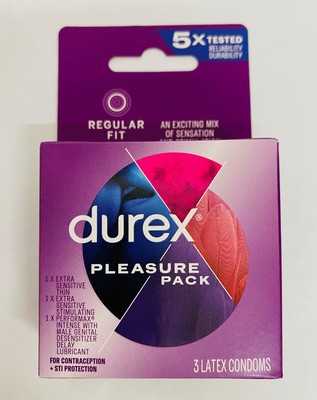 5X TESTED
RELIABILITY
DURABILITY
REGULAR
FIT
AN EXCITING MIX
OF SENSATION
durex®
PLEASURE
PACK
1 X EXTRA
SENSITIVE
THIN
1 X EXTRA
SENSITIVE
STIMULATING
1 X PERFORMAX®
INTENSE WITH
MALE GENITAL
DESENSITIZER
DELAY
LUBRICANT
FOR CONTRACEPTION
+ STI PROTECTION
3 LATEX CONDOMS